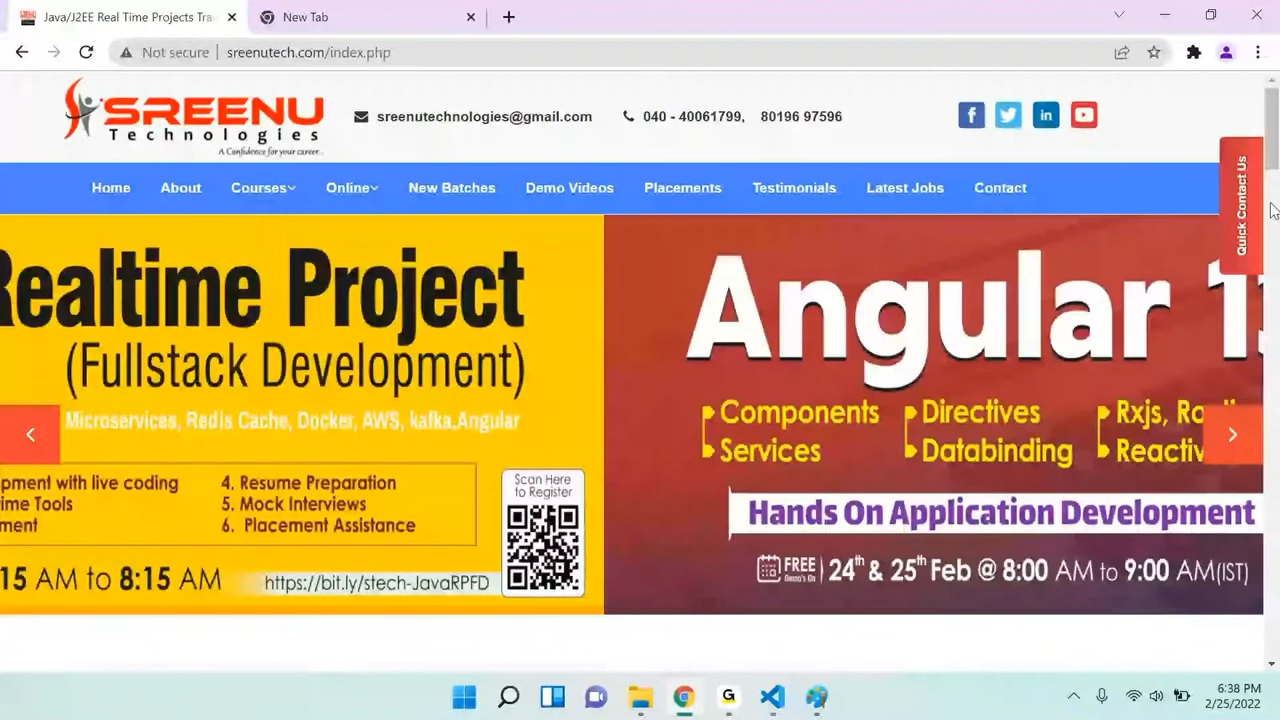 Java/J2EE Real Time Projects Trai
New Tab
Not secure
sreenutech.com/index.php
SREENU
Technologies
A Confidence for your career...
sreenutechnologies@gmail.com
040 - 40061799, 80196 97596
Quick Contact Us
Home About Courses Online New Batches Demo Videos Placements Testimonials Latest Jobs Contact
Realtime Project
(Fullstack Development)
Microservices, Redis Cache, Docker, AWS, kafka,Angular
pment with live coding
ime Tools
ment
4. Resume Preparation
5. Mock Interviews
6. Placement Assistance
Scan Here
to Register
15 AM to 8:15 AM
https://bit.ly/stech-JavaRPFD
Angular 13
Components
Services
Directives
Databinding
Rxjs, Ro
Reactiv
Hands On Application Development
FREE
Demo's On
24th & 25th Feb @ 8:00 AM to 9:00 AM(IST)
6:38 PM
2/25/2022